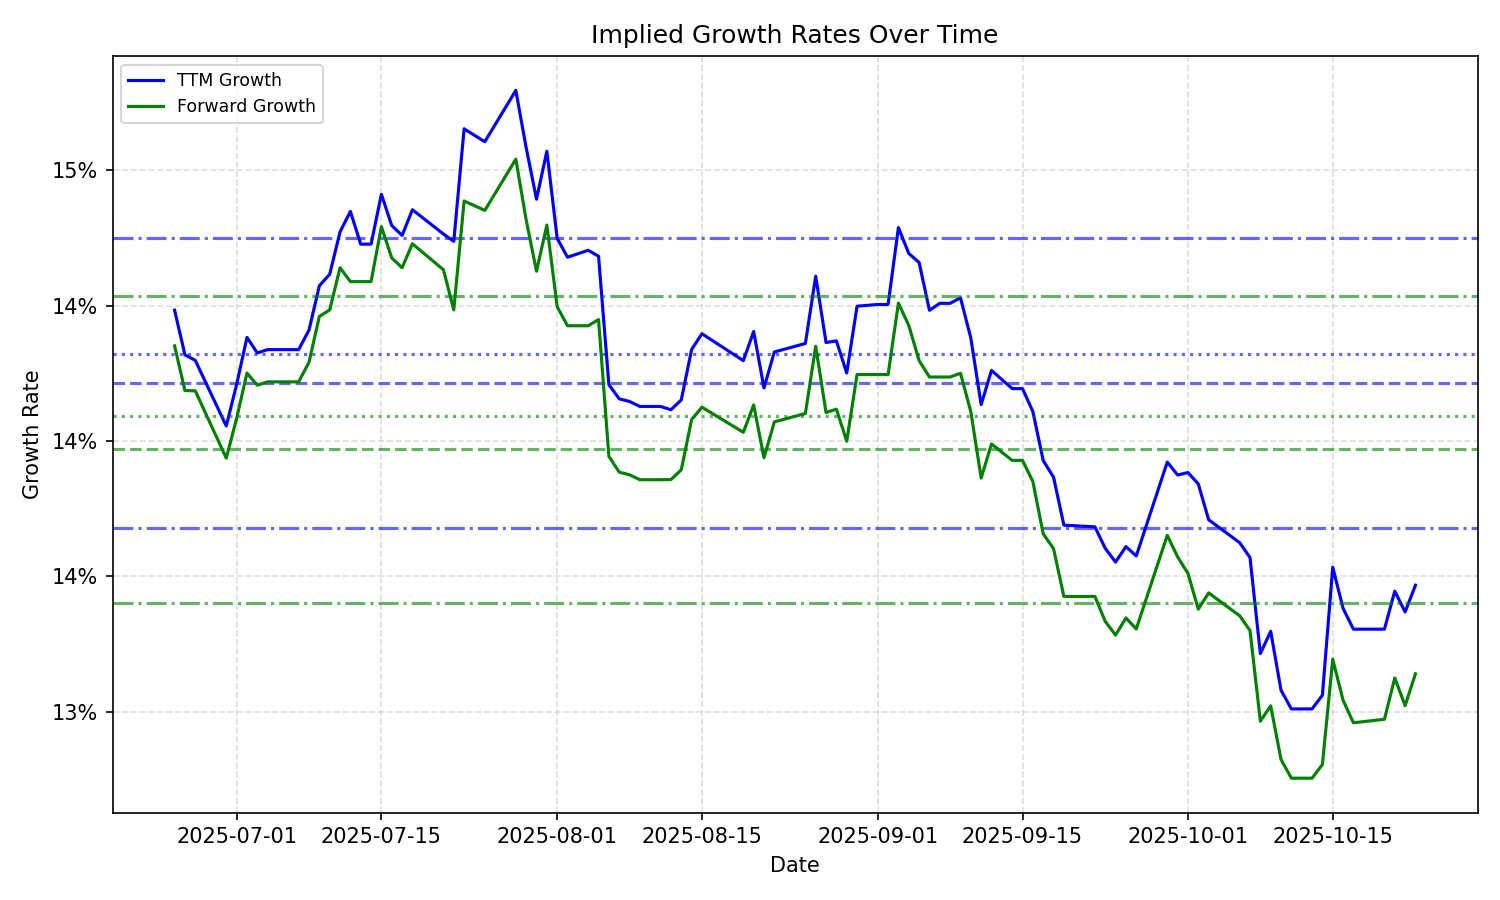 Implied Growth Rates Over Time
TTM Growth
Forward Growth
15%
14%
14%
14%
13%
Growth Rate
2025-07-01 2025-07-15 2025-08-01 2025-08-15 2025-09-01 2025-09-15 2025-10-01 2025-10-15
Date